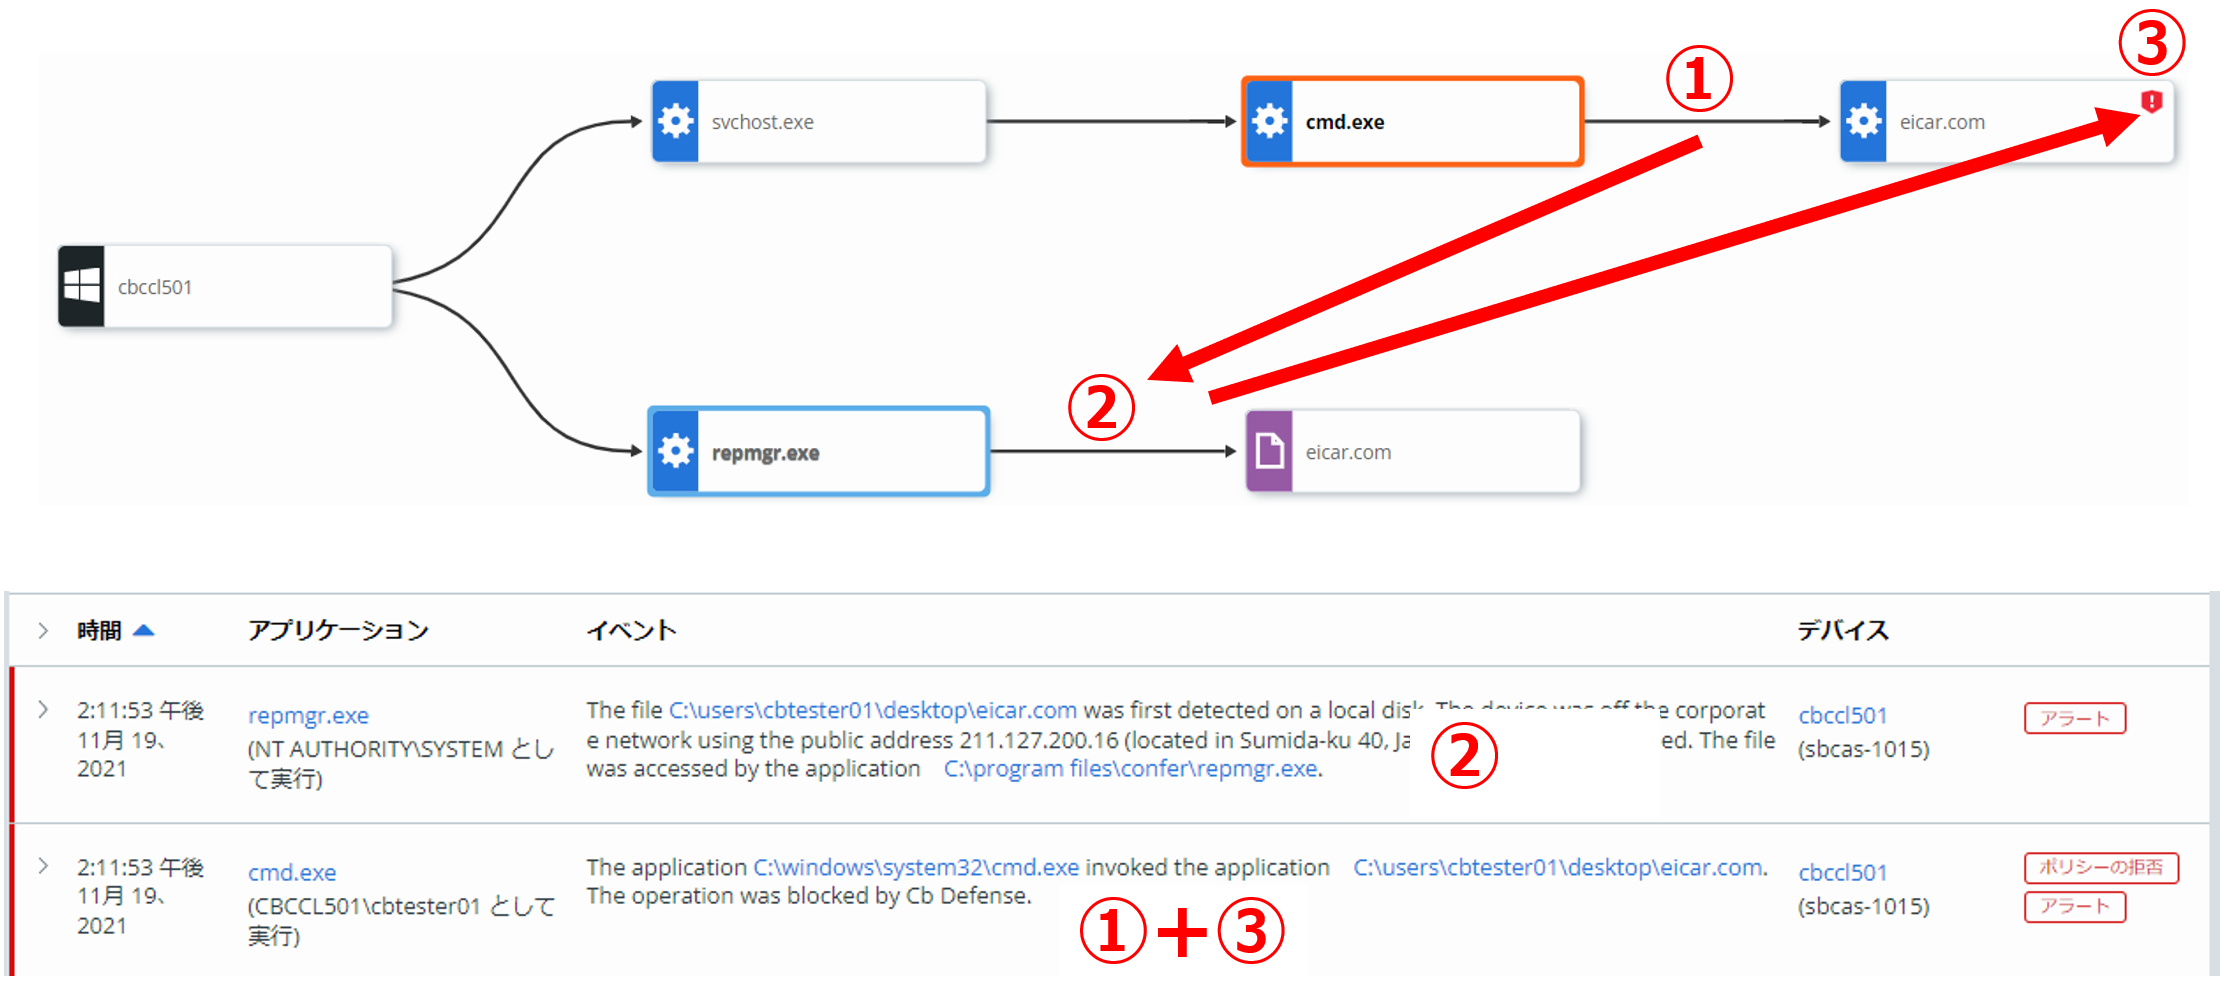 ③
①
svchost.exe
cmd.exe
eicar.com
cbccl501
②
repmgr.exe
eicar.com
時間 アプリケーション イベント デバイス
2:11:53 午後
11月 19、
2021
repmgr.exe
(NT AUTHORITY\SYSTEM とし
て実行)
The file C:\users\cbtester01\desktop\eicar.com was first detected on a local disk. The device was off the corporat
e network using the public address 211.127.200.16 (located in Sumida-ku 40, ed. The file
was accessed by the application C:\program files\confer\repmgr.exe.
②
cbccl501
(sbcas-1015)
アラート
2:11:53 午後
11月 19、
2021
cmd.exe
(CBCCL501\cbtester01 として
実行)
The application C:\windows\system32\cmd.exe invoked the application C:\users\cbtester01\desktop\eicar.com.
The operation was blocked by Cb Defense.
①+③
cbccl501
(sbcas-1015)
ポリシーの拒否
アラート